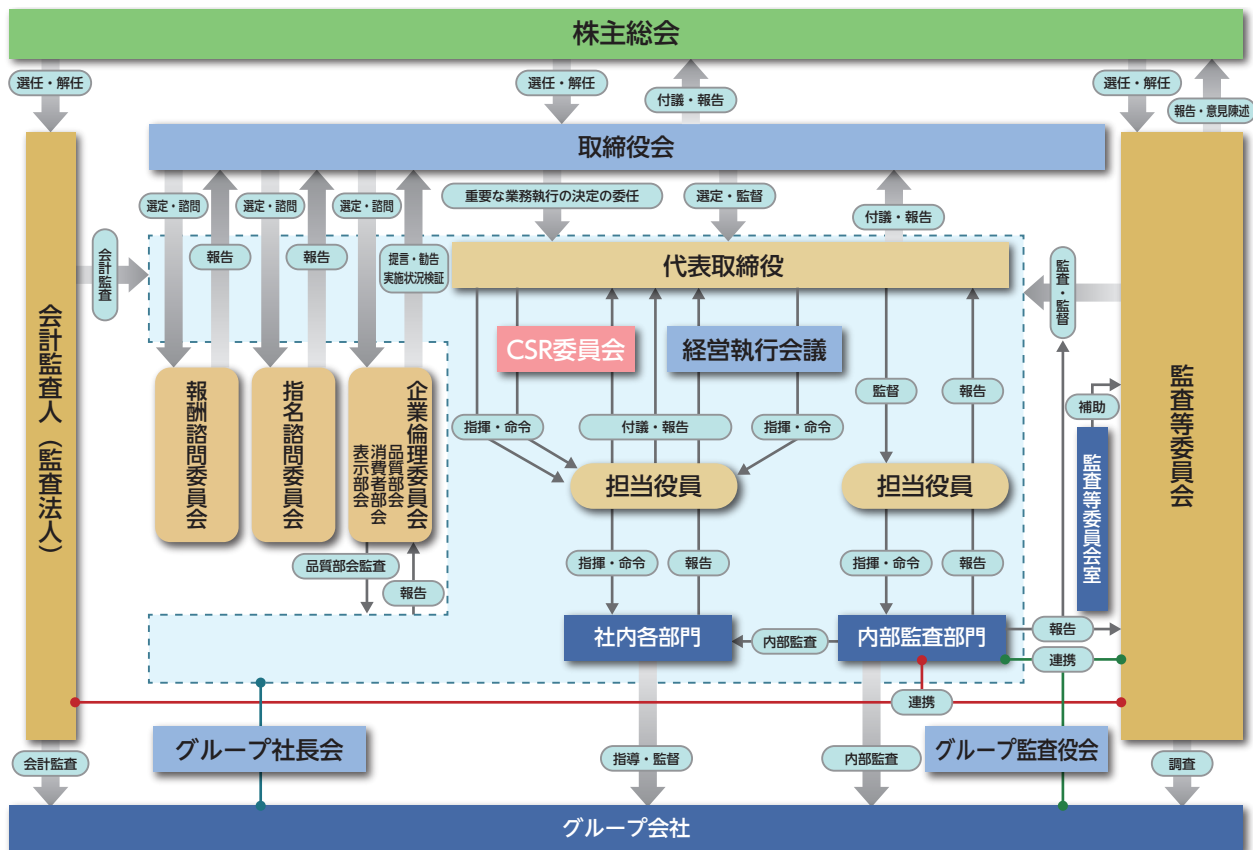 株主総会
選任・解任
選任・解任
付議・報告
選任・解任
報告・意見陳述
取締役会
選定・諮問
報告
選定・諮問
報告
選定・諮問
提言・勧告
実施状況検証
重要な業務執行の決定の委任
選定・監督
付議・報告
会計監査
監査・監督
代表取締役
CSR委員会
経営執行会議
会計監査人（監査法人）
報酬諮問委員会
指名諮問委員会
企業倫理委員会
品質部会
消費者部会
表示部会
監査等委員会
指揮・命令
付議・報告
指揮・命令
監督
報告
補助
監査等委員会室
担当役員
担当役員
品質部会監査
報告
指揮・命令
報告
指揮・命令
報告
社内各部門
内部監査
内部監査部門
報告
連携
連携
グループ社長会
グループ監査役会
会計監査
指導・監督
内部監査
調査
グループ会社